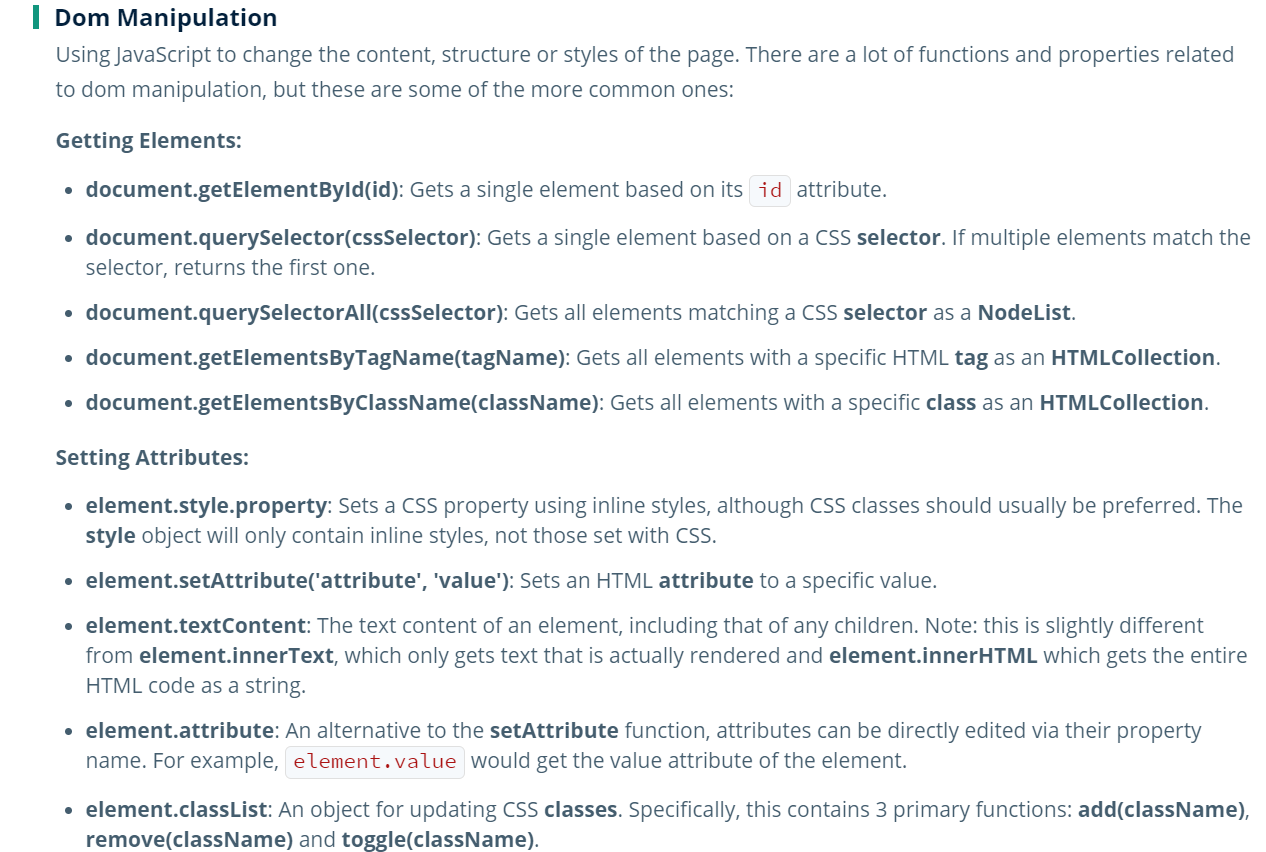 Dom Manipulation
Using JavaScript to change the content, structure or styles of the page. There are a lot of functions and properties related
to dom manipulation, but these are some of the more common ones:
Getting Elements:
• document.getElementById(id): Gets a single element based on its id attribute.
• document.querySelector(cssSelector): Gets a single element based on a CSS selector. If multiple elements match the
selector, returns the first one.
• document.querySelectorAll(cssSelector): Gets all elements matching a CSS selector as a NodeList.
• document.getElementsByTagName(tagName): Gets all elements with a specific HTML tag as an HTMLCollection.
• document.getElementsByClassName(className): Gets all elements with a specific class as an HTMLCollection.
Setting Attributes:
• element.style.property: Sets a CSS property using inline styles, although CSS classes should usually be preferred. The
style object will only contain inline styles, not those set with CSS.
• element.setAttribute('attribute', 'value'): Sets an HTML attribute to a specific value.
• element.textContent: The text content of an element, including that of any children. Note: this is slightly different
from element.innerText, which only gets text that is actually rendered and element.innerHTML which gets the entire
HTML code as a string.
• element.attribute: An alternative to the setAttribute function, attributes can be directly edited via their property
name. For example, element.value would get the value attribute of the element.
• element.classList: An object for updating CSS classes. Specifically, this contains 3 primary functions: add(className),
remove(className) and toggle(className).